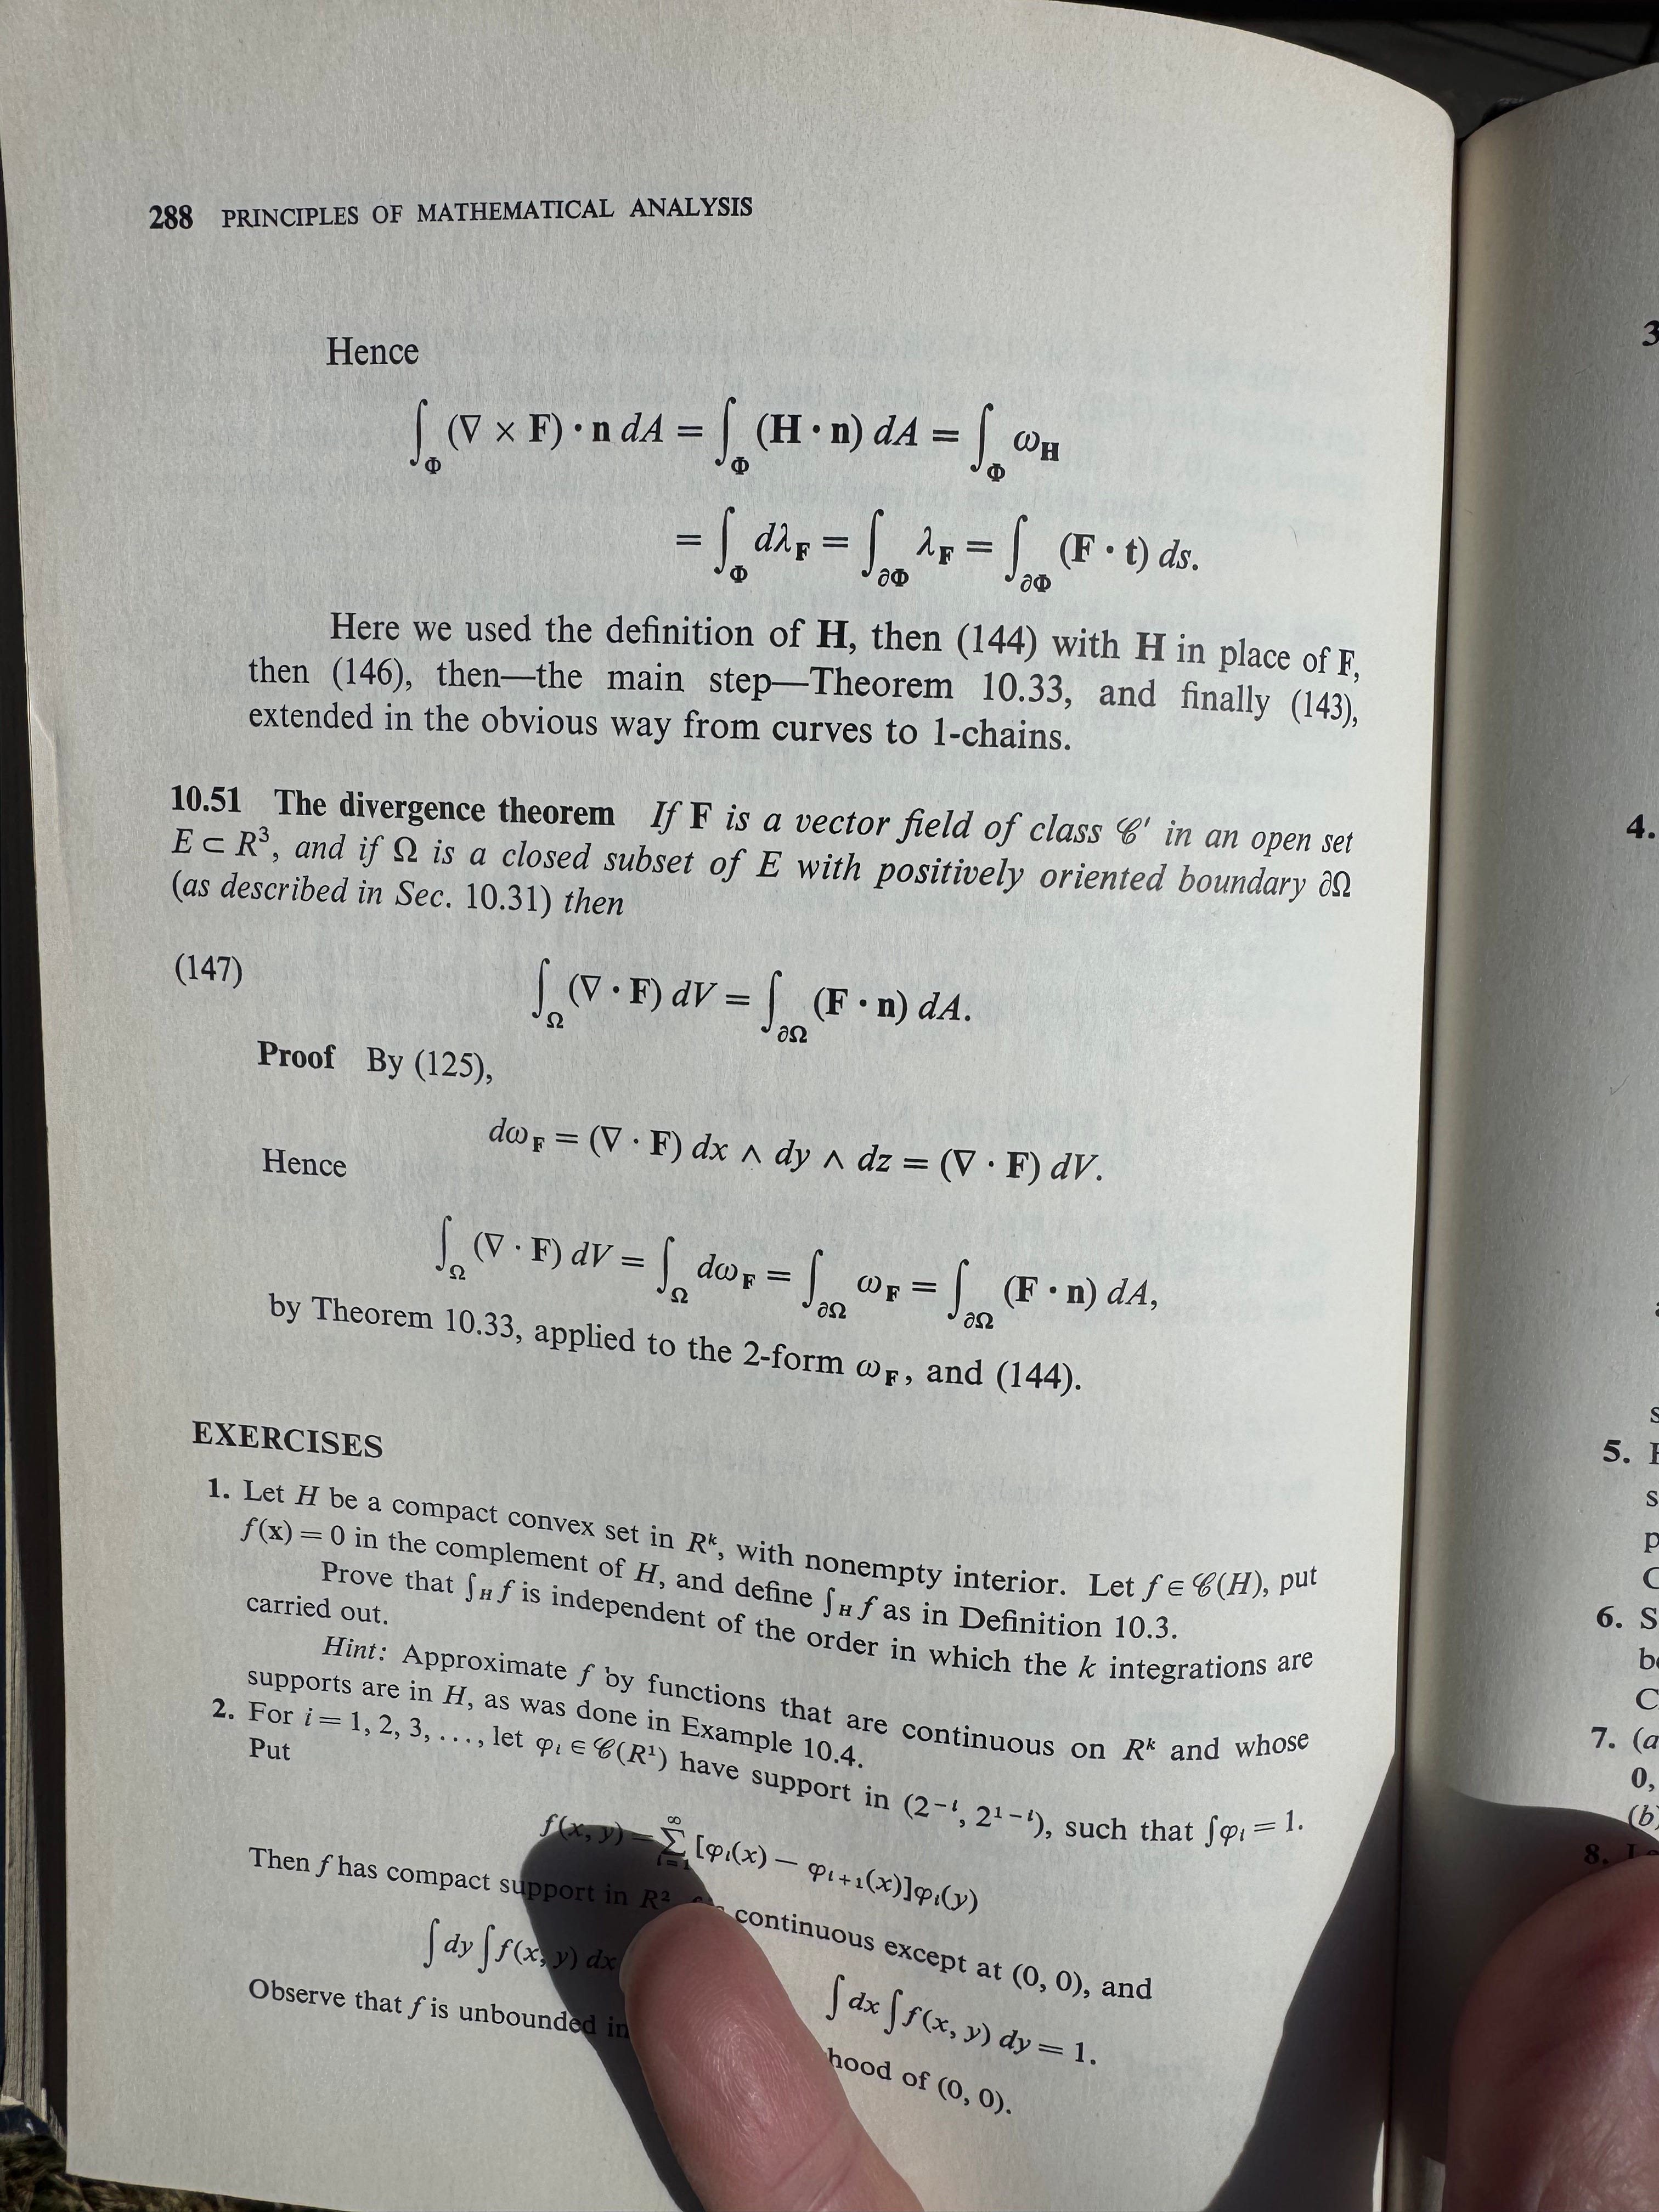 288 PRINCIPLES OF MATHEMATICAL ANALYSIS
Hence
∫_Φ (∇ × F) · n dA = ∫_Φ (H · n) dA = ∫_Φ ω_H
= ∫_Φ dλ_F = ∫_∂Φ λ_F = ∫_∂Φ (F · t) ds.
Here we used the definition of H, then (144) with H in place of F,
then (146), then—the main step—Theorem 10.33, and finally (143),
extended in the obvious way from curves to 1-chains.
10.51 The divergence theorem If F is a vector field of class 𝒞′ in an open set
E ⊂ R³, and if Ω is a closed subset of E with positively oriented boundary ∂Ω
(as described in Sec. 10.31) then
(147) ∫_Ω (∇ · F) dV = ∫_∂Ω (F · n) dA.
Proof By (125),
dω_F = (∇ · F) dx ∧ dy ∧ dz = (∇ · F) dV.
Hence
∫_Ω (∇ · F) dV = ∫_Ω dω_F = ∫_∂Ω ω_F = ∫_∂Ω (F · n) dA,
by Theorem 10.33, applied to the 2-form ω_F, and (144).
EXERCISES
1. Let H be a compact convex set in Rᵏ, with nonempty interior. Let f ∈ 𝒞(H), put
f(x) = 0 in the complement of H, and define ∫_H f as in Definition 10.3.
Prove that ∫_H f is independent of the order in which the k integrations are
carried out.
Hint: Approximate f by functions that are continuous on Rᵏ and whose
supports are in H, as was done in Example 10.4.
2. For i = 1, 2, 3, ..., let φ_i ∈ 𝒞(R¹) have support in (2⁻ⁱ, 2¹⁻ⁱ), such that ∫φ_i = 1.
Put
f(x, y) = ∑_{i=1}^∞ [φ_i(x) − φ_{i+1}(x)]φ_i(y)
Then f has compact support in R², continuous except at (0, 0), and
∫ dy ∫ f(x, y) dx ∫ dx ∫ f(x, y) dy = 1.
Observe that f is unbounded in hood of (0, 0).
3
4.
5.
6. S
7. (a
0,
(b)
8.